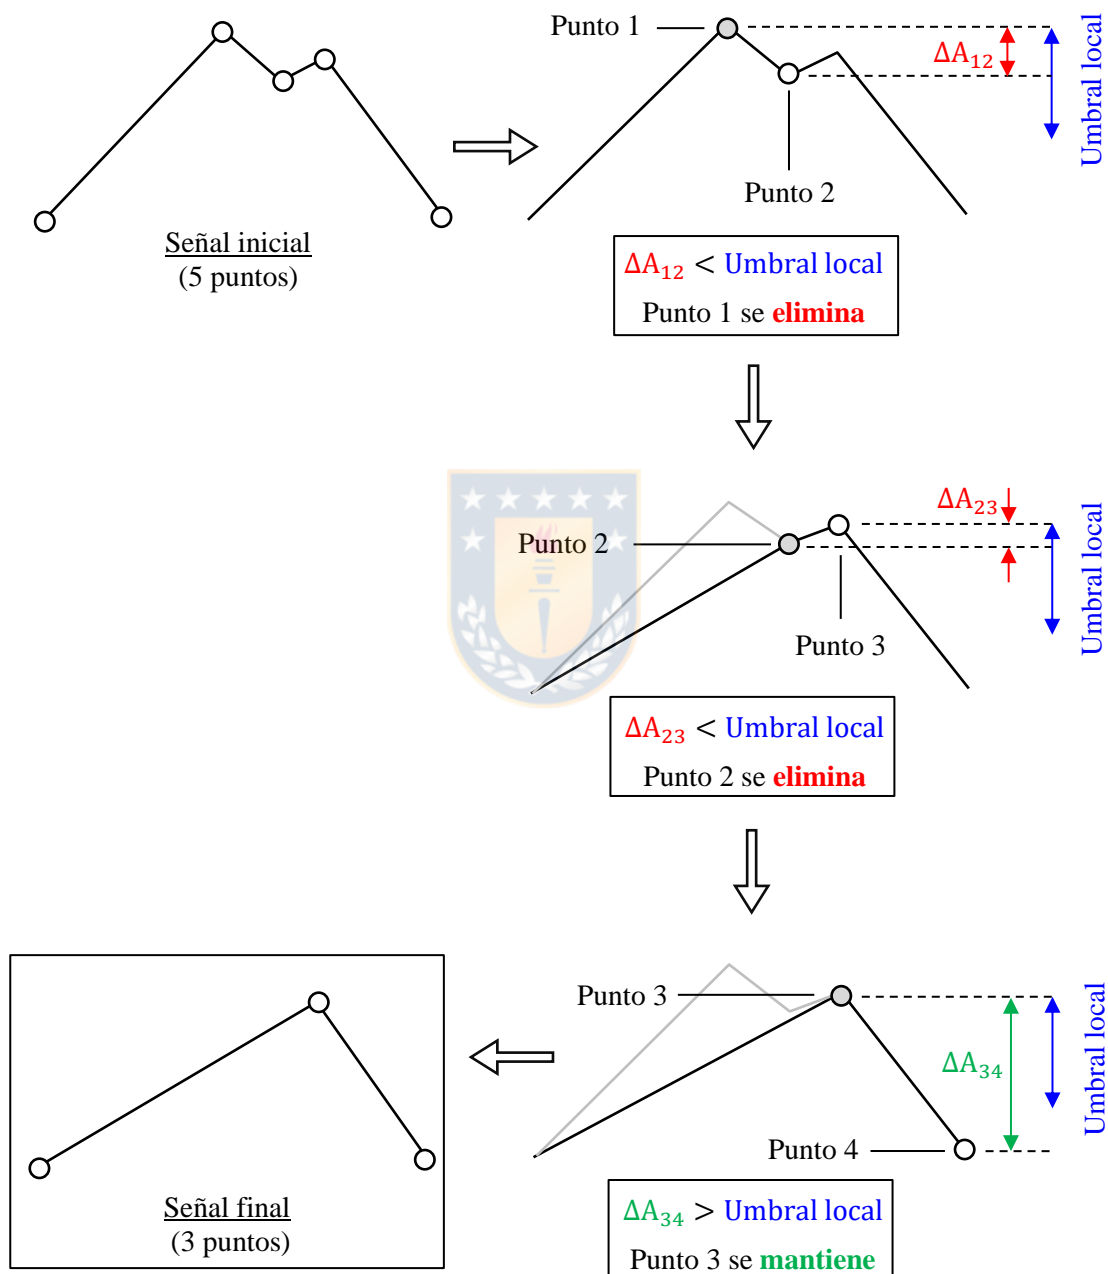 Punto 1
ΔA₁₂
Umbral local
Punto 2
Señal inicial
(5 puntos)
ΔA₁₂ < Umbral local
Punto 1 se elimina
ΔA₂₃
Umbral local
Punto 2
Punto 3
ΔA₂₃ < Umbral local
Punto 2 se elimina
Punto 3
Umbral local
ΔA₃₄
Punto 4
Señal final
(3 puntos)
ΔA₃₄ > Umbral local
Punto 3 se mantiene